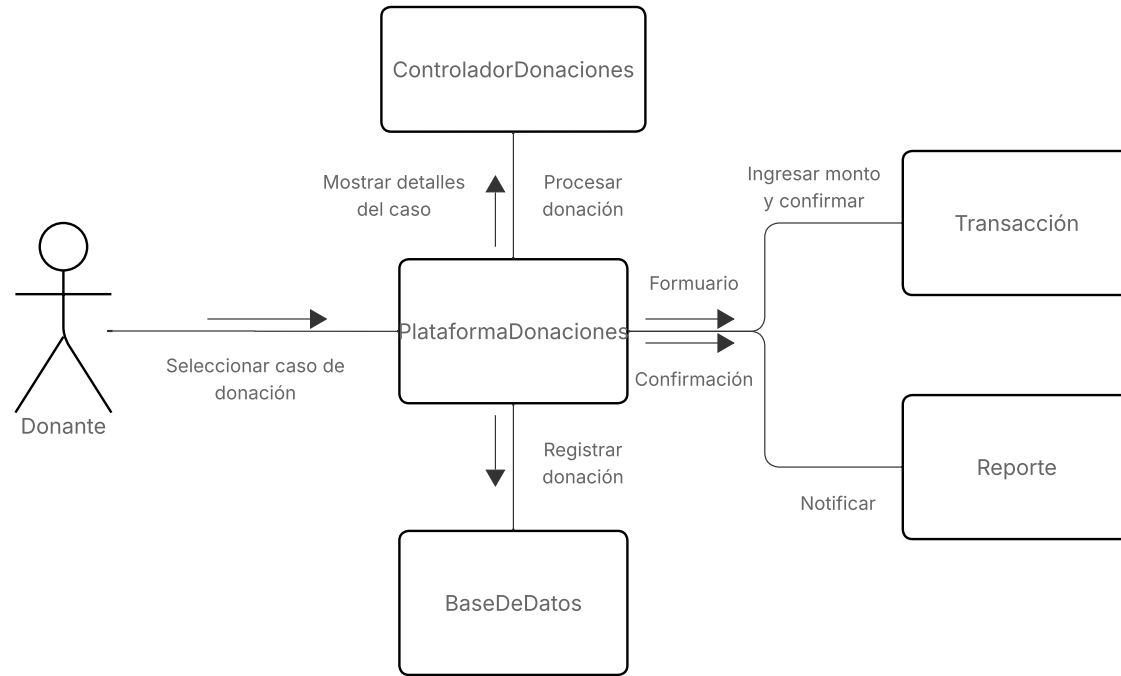 ControladorDonaciones
Mostrar detalles
del caso
Procesar
donación
Ingresar monto
y confirmar
Transacción
Formuario
PlataformaDonaciones
Seleccionar caso de
donación
Confirmación
Donante
Registrar
donación
Reporte
Notificar
BaseDeDatos